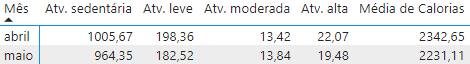 Mês Atv. sedentária Atv. leve Atv. moderada Atv. alta Média de Calorias
abril 1005,67 198,36 13,42 22,07 2342,65
maio 964,35 182,52 13,84 19,48 2231,11